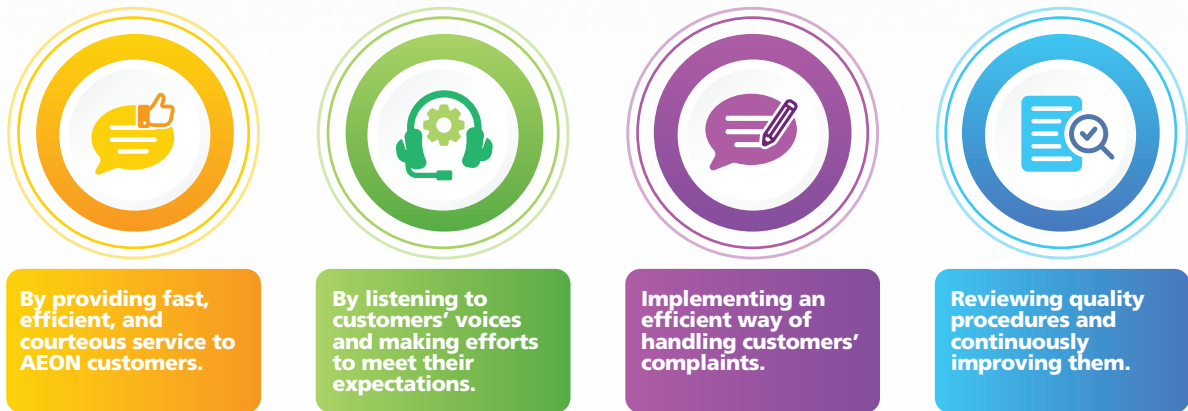 By providing fast,
efficient, and
courteous service to
AEON customers.
By listening to
customers’ voices
and making efforts
to meet their
expectations.
Implementing an
efficient way of
handling customers’
complaints.
Reviewing quality
procedures and
continuously
improving them.